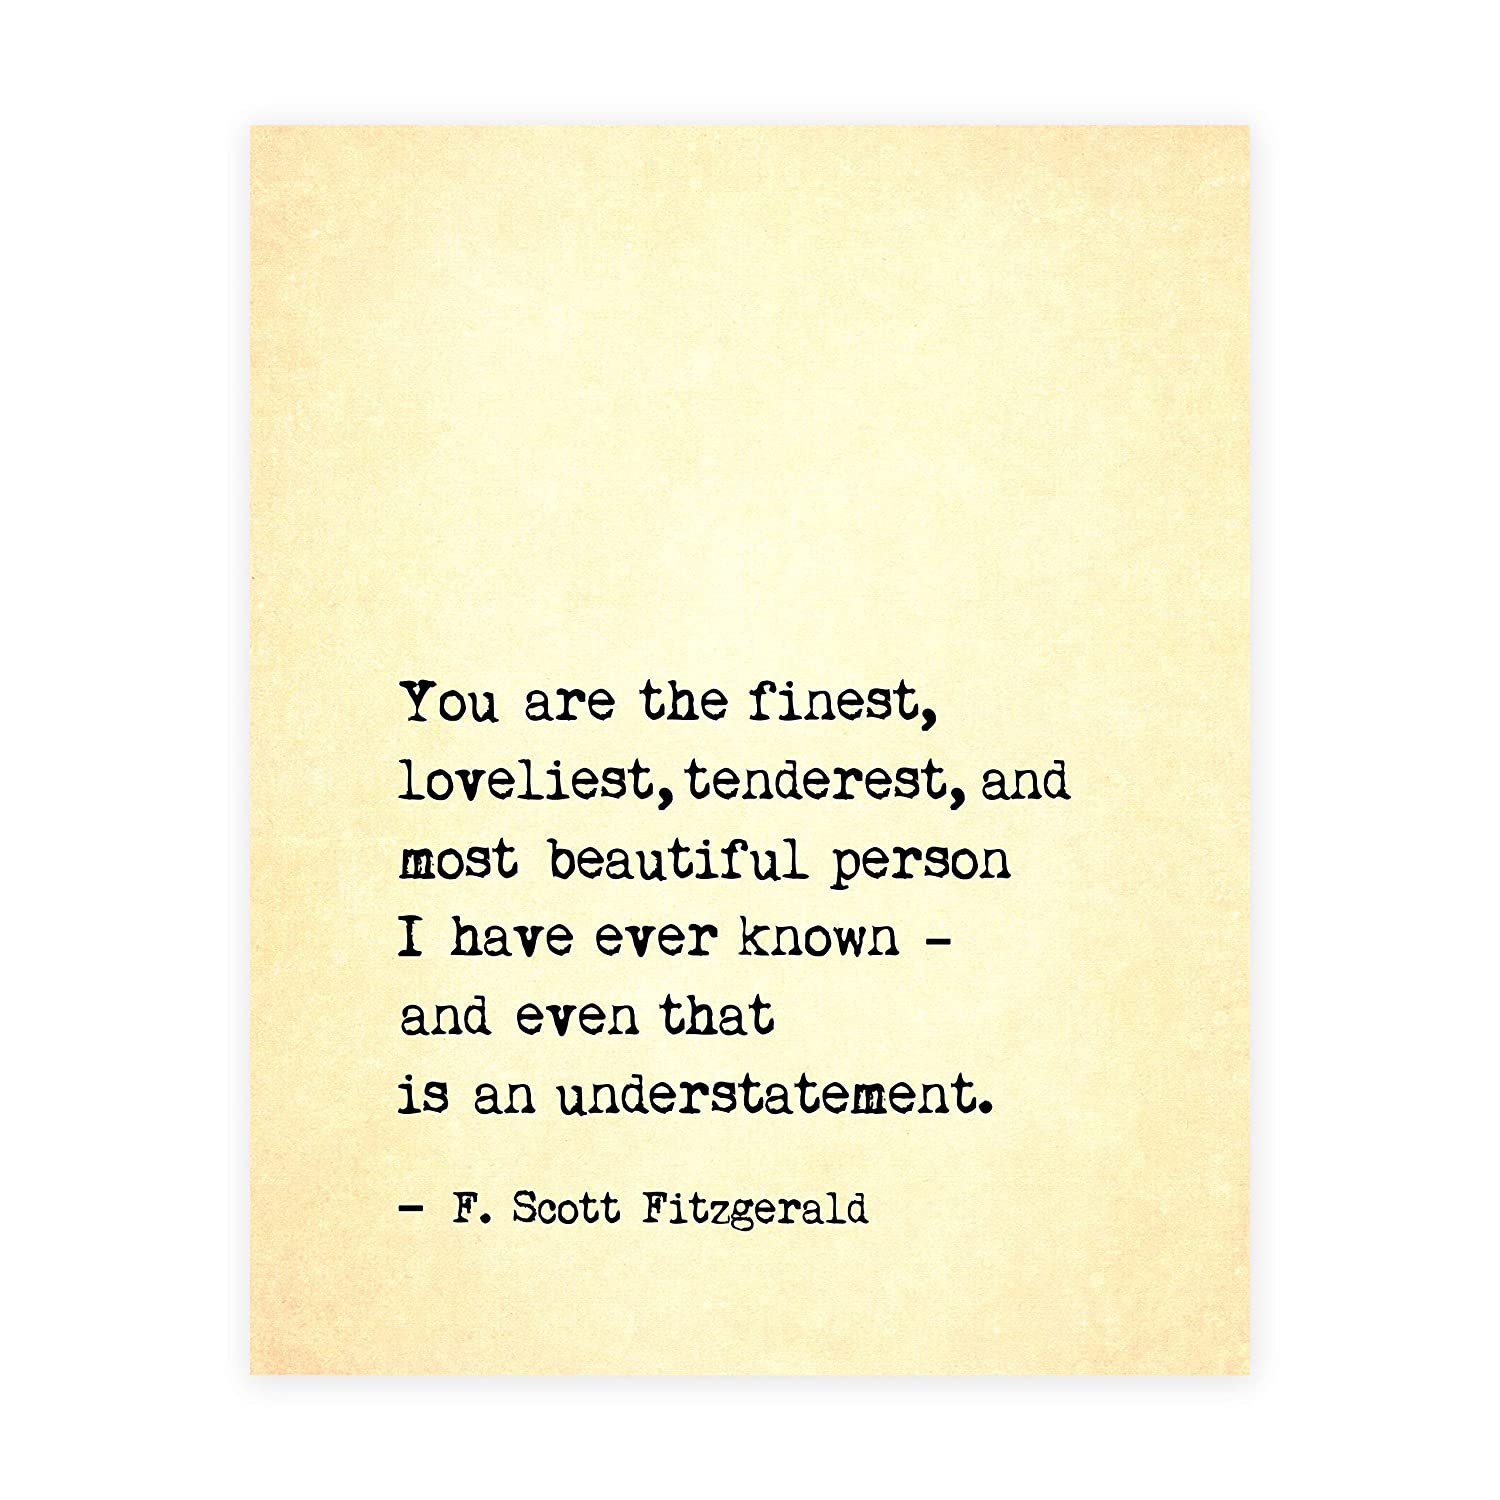 You are the finest,
loveliest, tenderest, and
most beautiful person
I have ever known -
and even that
is an understatement.
- F. Scott Fitzgerald